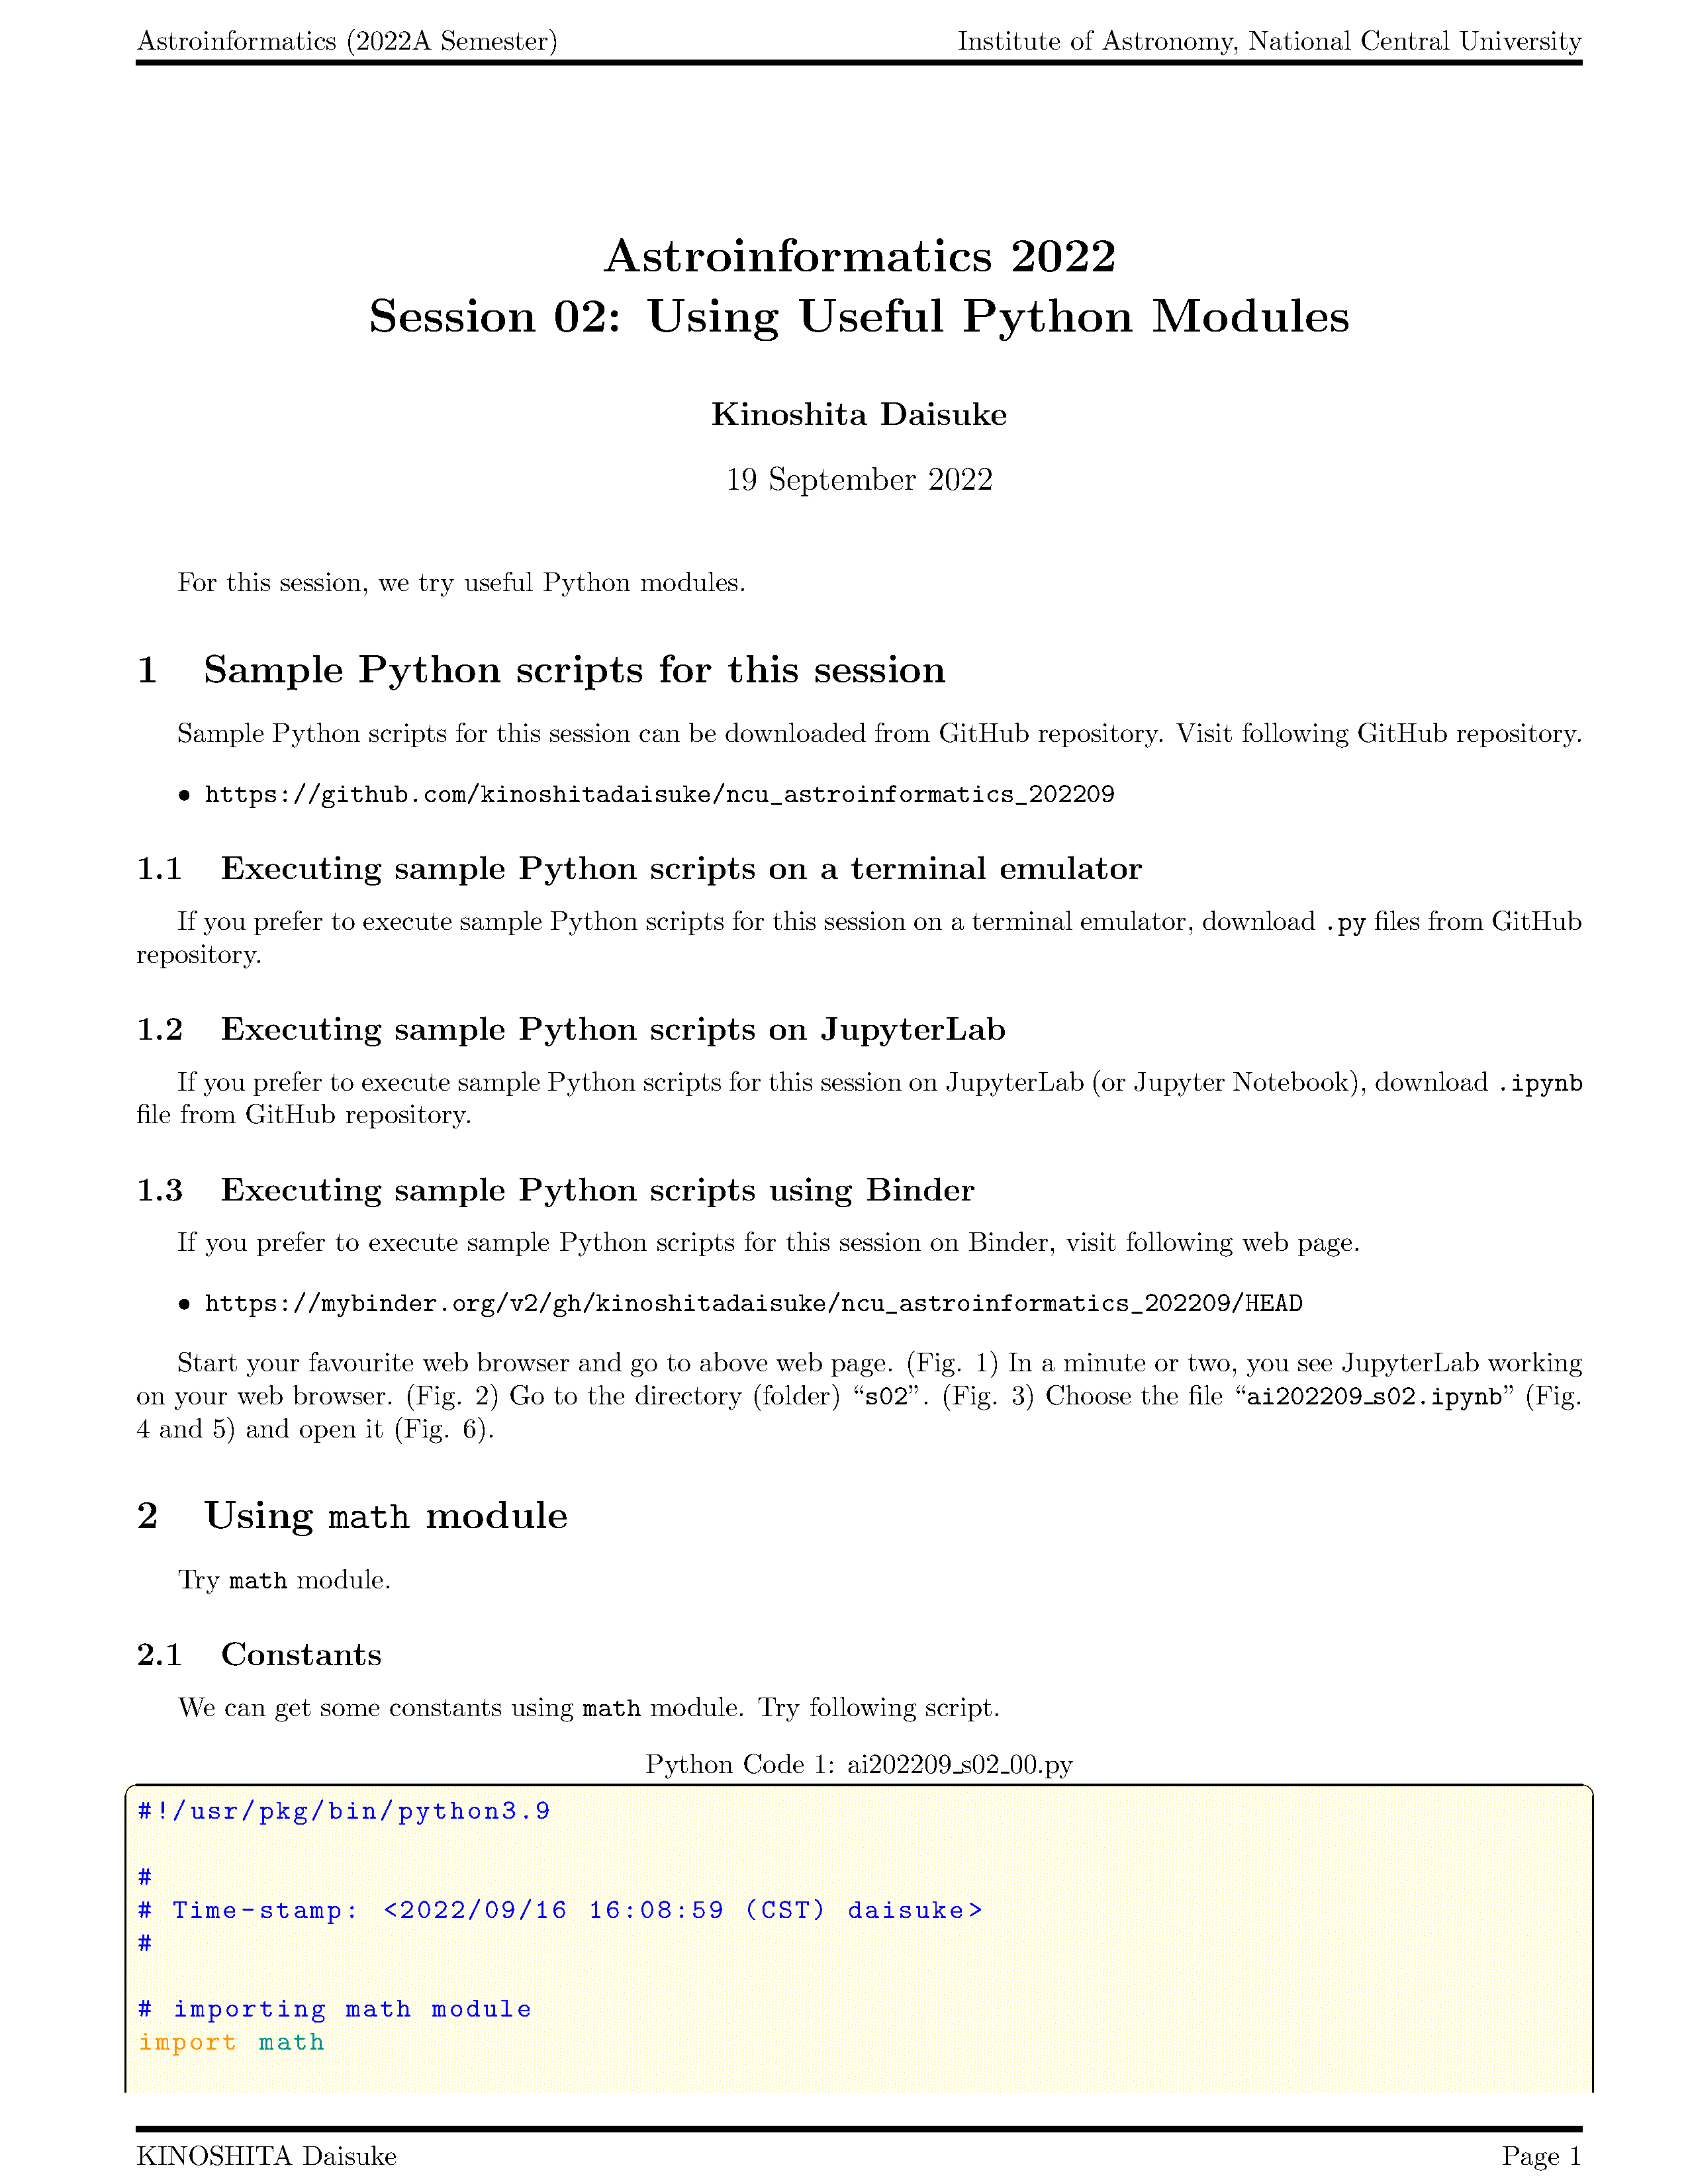 Astroinformatics (2022A Semester) Institute of Astronomy, National Central University
Astroinformatics 2022
Session 02: Using Useful Python Modules
Kinoshita Daisuke
19 September 2022
For this session, we try useful Python modules.
1 Sample Python scripts for this session
Sample Python scripts for this session can be downloaded from GitHub repository. Visit following GitHub repository.
• https://github.com/kinoshitadaisuke/ncu_astroinformatics_202209
1.1 Executing sample Python scripts on a terminal emulator
If you prefer to execute sample Python scripts for this session on a terminal emulator, download .py files from GitHub
repository.
1.2 Executing sample Python scripts on JupyterLab
If you prefer to execute sample Python scripts for this session on JupyterLab (or Jupyter Notebook), download .ipynb
file from GitHub repository.
1.3 Executing sample Python scripts using Binder
If you prefer to execute sample Python scripts for this session on Binder, visit following web page.
• https://mybinder.org/v2/gh/kinoshitadaisuke/ncu_astroinformatics_202209/HEAD
Start your favourite web browser and go to above web page. (Fig. 1) In a minute or two, you see JupyterLab working
on your web browser. (Fig. 2) Go to the directory (folder) “s02”. (Fig. 3) Choose the file “ai202209_s02.ipynb” (Fig.
4 and 5) and open it (Fig. 6).
2 Using math module
Try math module.
2.1 Constants
We can get some constants using math module. Try following script.
Python Code 1: ai202209_s02_00.py
#!/usr/pkg/bin/python3.9
#
# Time-stamp: <2022/09/16 16:08:59 (CST) daisuke>
#
# importing math module
import math
KINOSHITA Daisuke Page 1